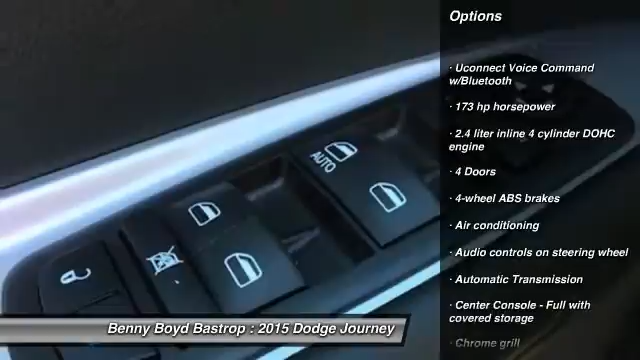 Options
· Uconnect Voice Command
w/Bluetooth
· 173 hp horsepower
· 2.4 liter inline 4 cylinder DOHC
engine
· 4 Doors
· 4-wheel ABS brakes
· Air conditioning
· Audio controls on steering wheel
· Automatic Transmission
· Center Console - Full with
covered storage
· Chrome grill
AUTO
Benny Boyd Bastrop : 2015 Dodge Journey